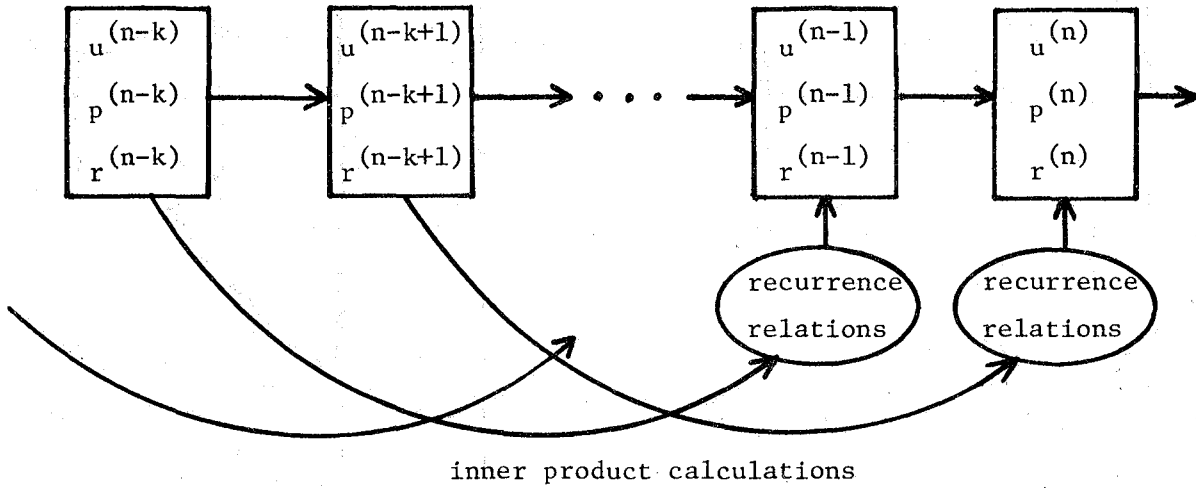 u(n-k)
p(n-k)
r(n-k)
u(n-k+1)
p(n-k+1)
r(n-k+1)
. . .
u(n-1)
p(n-1)
r(n-1)
u(n)
p(n)
r(n)
recurrence
relations
recurrence
relations
inner product calculations